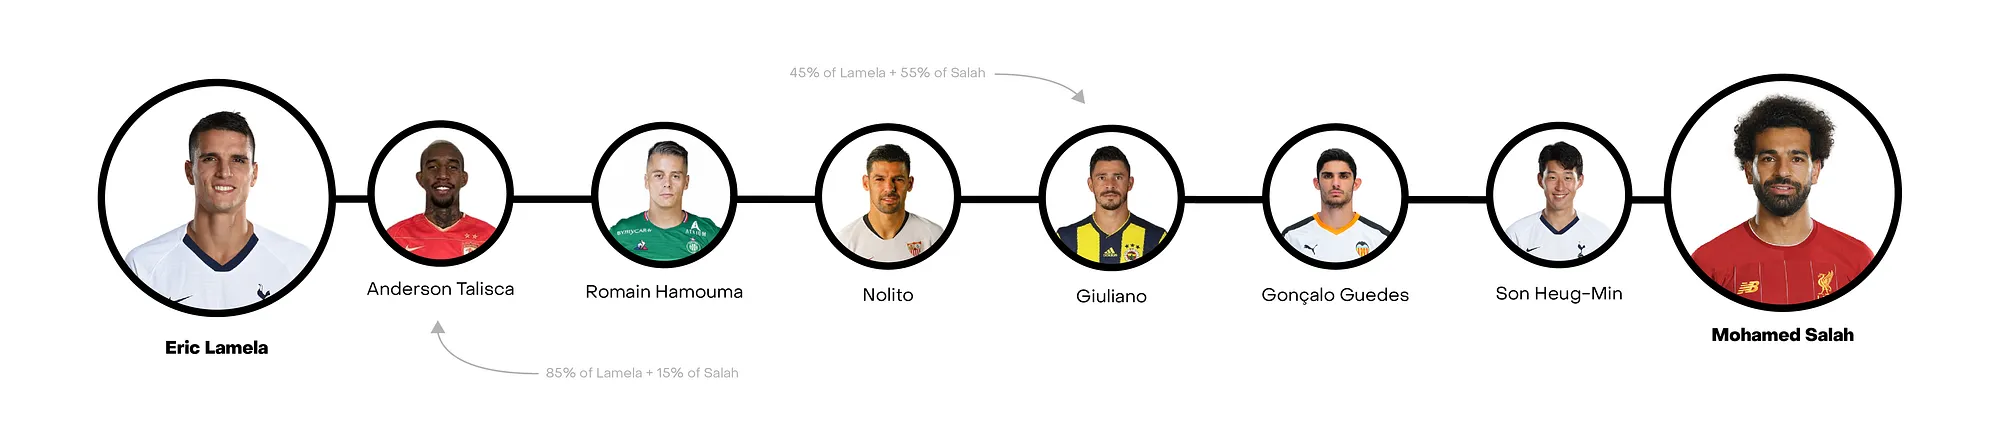 45% of Lamela + 55% of Salah
Anderson Talisca
Romain Hamouma
Nolito
Giuliano
Gonçalo Guedes
Son Heug-Min
Eric Lamela
Mohamed Salah
85% of Lamela + 15% of Salah